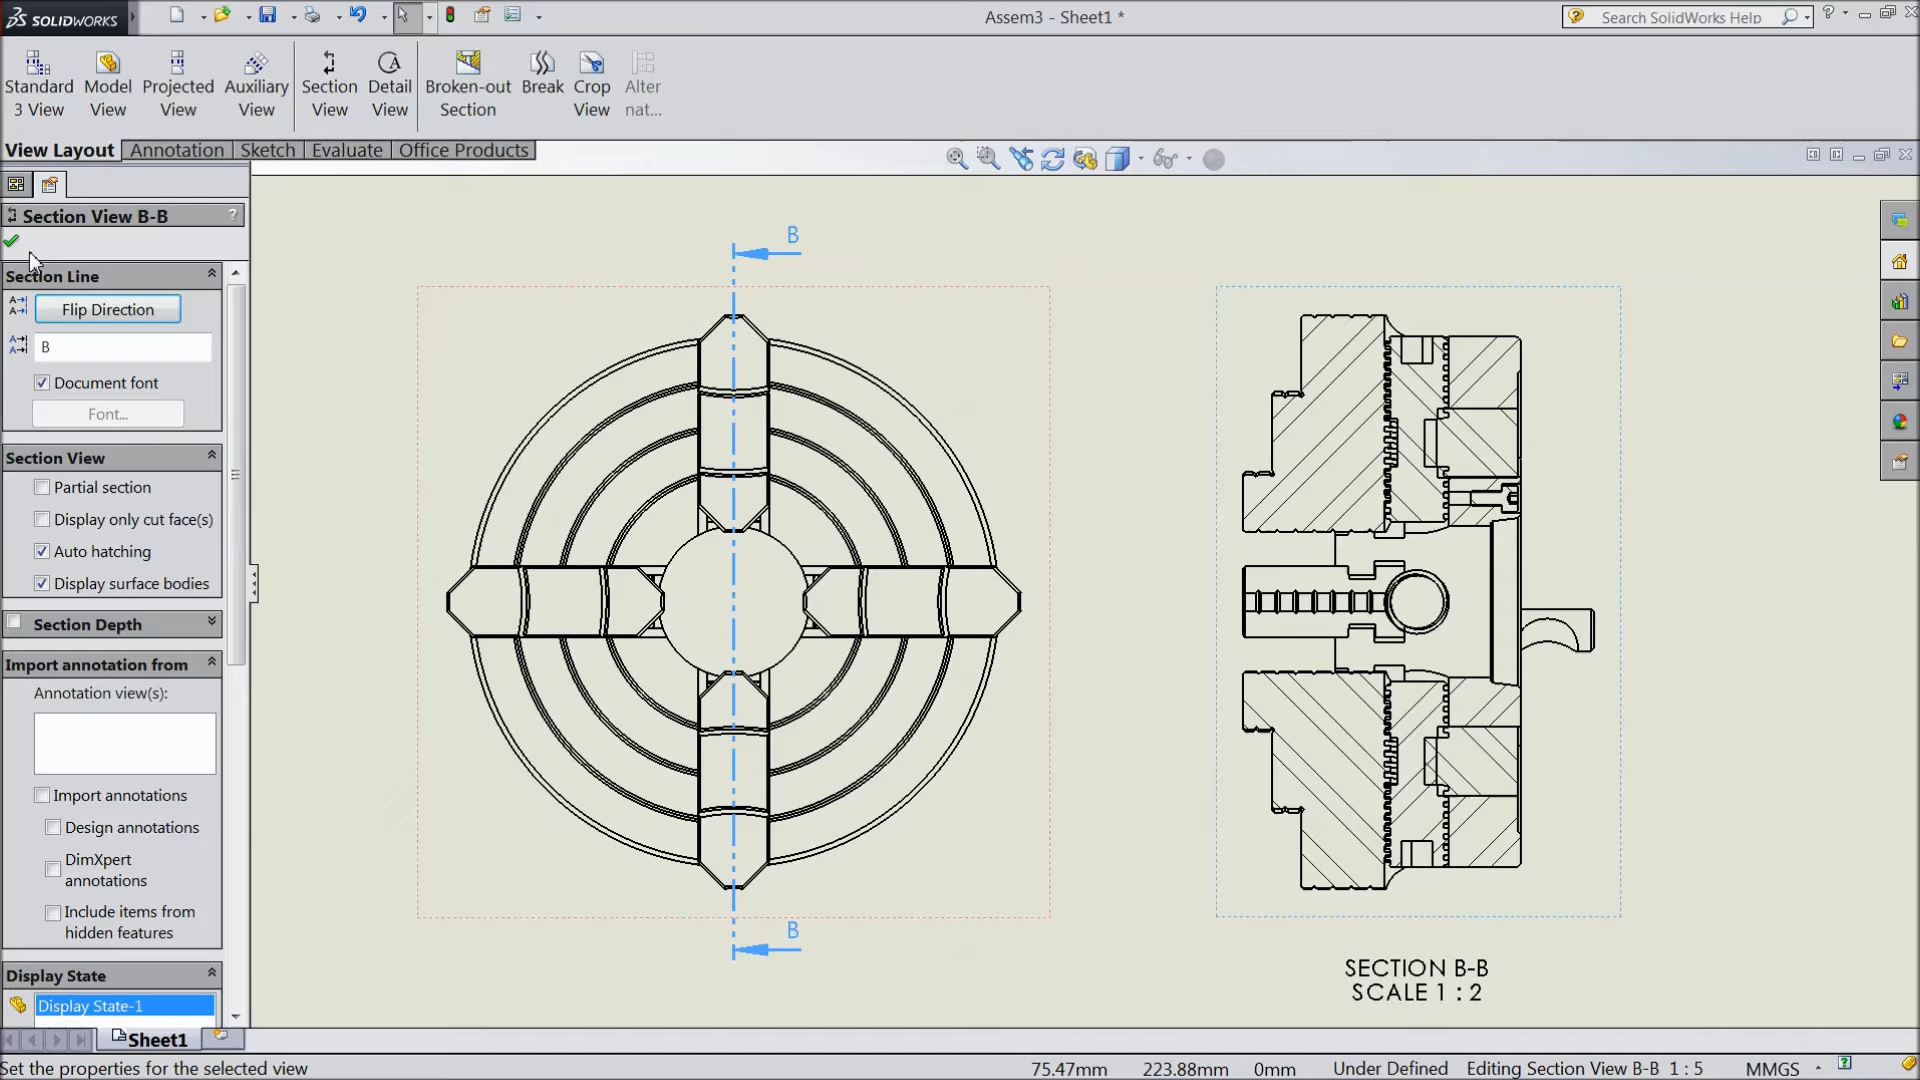 SOLIDWORKS
Assem3 - Sheet1 *
Search SolidWorks Help
Standard 3 View
Model View
Projected View
Auxiliary View
Section View
Detail View
Broken-out Section
Break
Crop View
Alter nat...
View Layout
Annotation
Sketch
Evaluate
Office Products
Section View B-B
?
Section Line
Flip Direction
B
Document font
Font...
Section View
Partial section
Display only cut face(s)
Auto hatching
Display surface bodies
Section Depth
Import annotation from
Annotation view(s):
Import annotations
Design annotations
DimXpert
annotations
Include items from
hidden features
Display State
Display State-1
B
B
SECTION B-B
SCALE 1 : 2
Sheet1
Set the properties for the selected view
75.47mm
223.88mm
0mm
Under Defined
Editing Section View B-B
1 : 5
MMGS